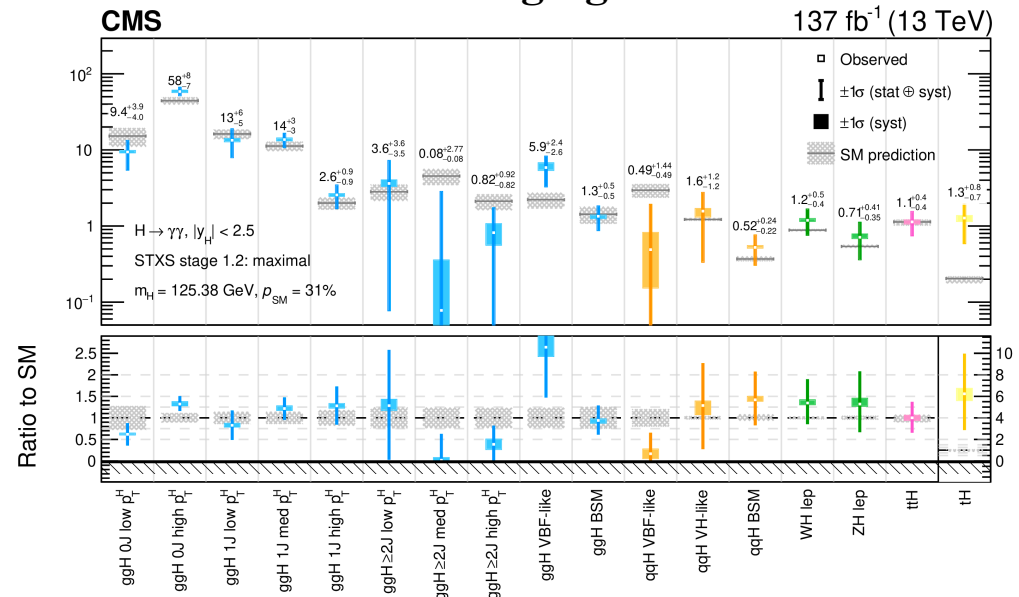 CMS 137 fb⁻¹ (13 TeV)
Observed
±1σ (stat ⊕ syst)
±1σ (syst)
SM prediction
10²
10
1
10⁻¹
9.4 +3.9 −4.0
58 +8 −7
13 +6 −5
14 +3 −3
2.6 +0.9 −0.9
3.6 +3.6 −3.5
0.08 +2.77 −0.08
0.82 +0.92 −0.82
5.9 +2.4 −2.6
1.3 +0.5 −0.5
0.49 +1.44 −0.49
1.6 +1.2 −1.2
0.52 +0.24 −0.22
1.2 +0.5 −0.4
0.71 +0.41 −0.35
1.1 +0.4 −0.4
1.3 +0.8 −0.7
H → γγ, |y_H| < 2.5
STXS stage 1.2: maximal
m_H = 125.38 GeV, p_SM = 31%
Ratio to SM
2.5
2
1.5
1
0.5
0
10
8
6
4
2
0
ggH 0J low p_T^H
ggH 0J high p_T^H
ggH 1J low p_T^H
ggH 1J med p_T^H
ggH 1J high p_T^H
ggH ≥2J low p_T^H
ggH ≥2J med p_T^H
ggH ≥2J high p_T^H
ggH VBF-like
ggH BSM
qqH VBF-like
qqH VH-like
qqH BSM
WH lep
ZH lep
ttH
tH